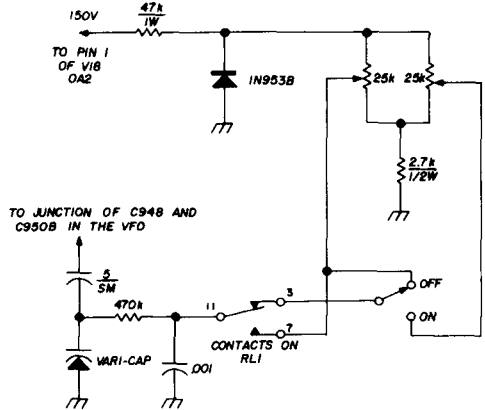 150V
47k
1W
TO PIN 1
OF V18
OA2
1N953B
25k
25k
2.7k
1/2W
TO JUNCTION OF C948 AND
C950B IN THE VFO
5
SM
470k
11
3
OFF
7
ON
VARI-CAP
.001
CONTACTS ON
RL1